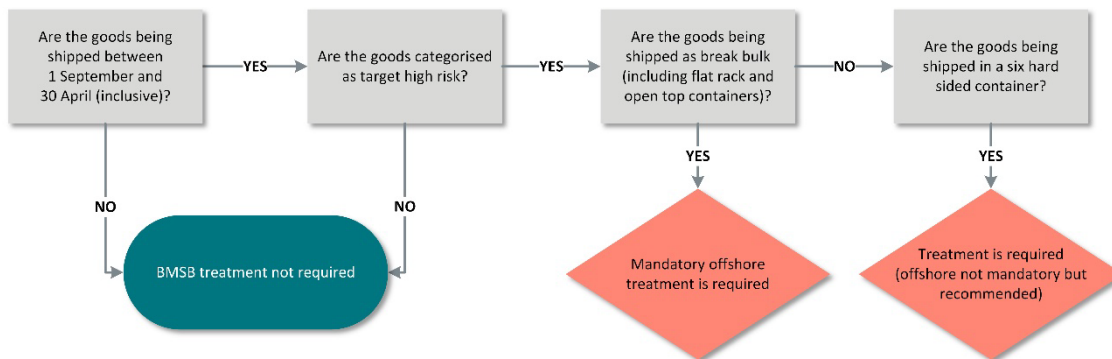 Are the goods being
shipped between
1 September and
30 April (inclusive)?
YES
Are the goods categorised
as target high risk?
YES
Are the goods being
shipped as break bulk
(including flat rack and
open top containers)?
NO
Are the goods being
shipped in a six hard
sided container?
NO
NO
YES
YES
BMSB treatment not required
Mandatory offshore
treatment is required
Treatment is required
(offshore not mandatory but
recommended)